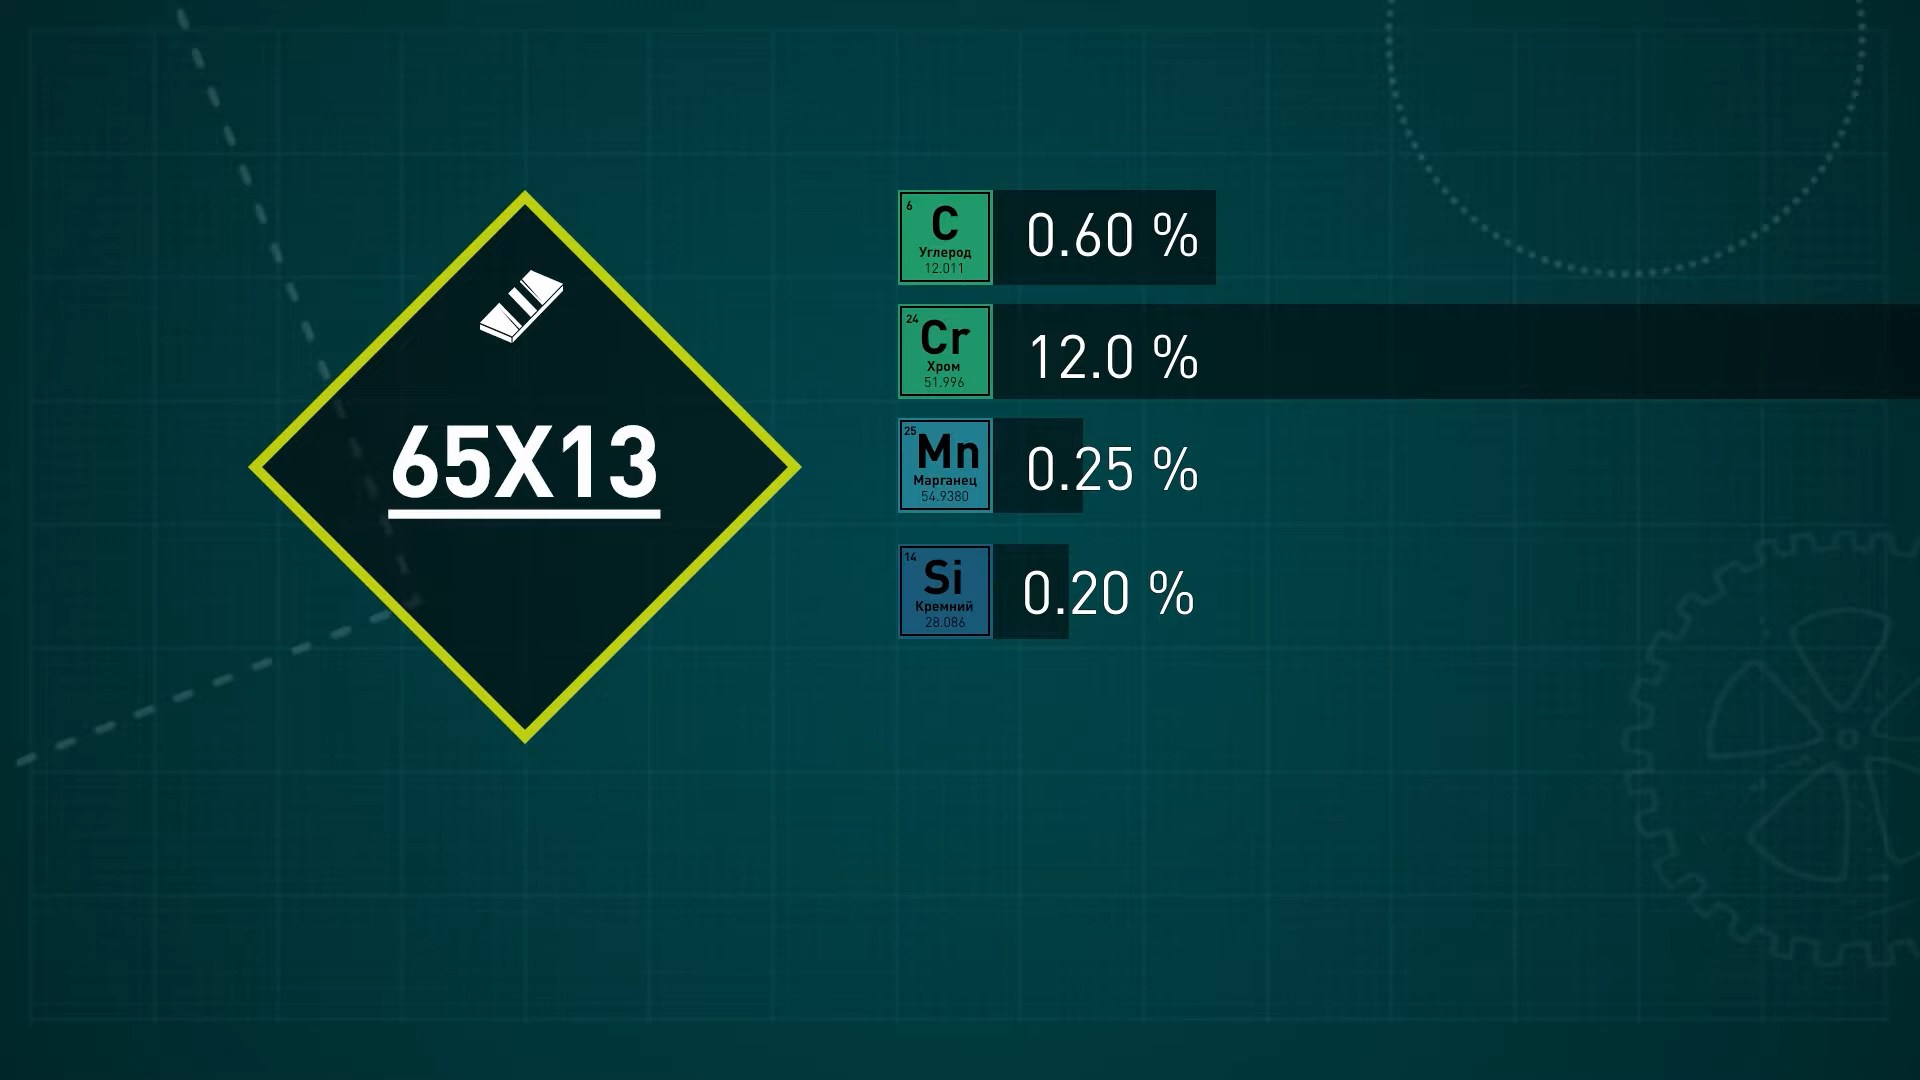 65X13
6
C
Углерод
12.011
0.60 %
24
Cr
Хром
51.996
12.0 %
25
Mn
Марганец
54.9380
0.25 %
14
Si
Кремний
28.086
0.20 %